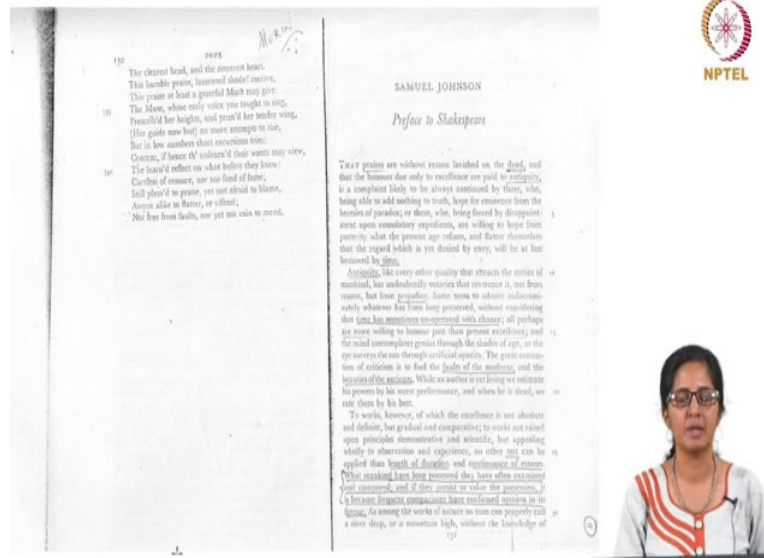 130
POPE
The clearest head, and the sincerest heart.
This humble praise, lamented shade! receive,
This praise at least a grateful Muse may give.
135
The Muse, whose early voice you taught to sing,
Prescrib'd her heights, and prun'd her tender wing,
(Her guide now lost) no more attempts to rise,
But in low numbers short excursions tries:
Content, if hence th' unlearn'd their wants may view,
740
The learn'd reflect on what before they knew:
Careless of censure, nor too fond of fame;
Still pleas'd to praise, yet not afraid to blame,
Averse alike to flatter, or offend;
Not free from faults, nor yet too vain to mend.
SAMUEL JOHNSON
Preface to Shakespeare
THAT praises are without reason lavished on the dead, and
that the honours due only to excellence are paid to antiquity,
is a complaint likely to be always continued by those, who,
being able to add nothing to truth, hope for eminence from the
heresies of paradox; or those, who, being forced by disappoint- 5
ment upon consolatory expedients, are willing to hope from
posterity what the present age refuses, and flatter themselves
that the regard which is yet denied by envy, will be at last
bestowed by time.
Antiquity, like every other quality that attracts the notice of 10
mankind, has undoubtedly votaries that reverence it, not from
reason, but from prejudice. Some seem to admire indiscrimi-
nately whatever has been long preserved, without considering
that time has sometimes co-operated with chance; all perhaps
are more willing to honour past than present excellence; and 15
the mind contemplates genius through the shades of age, as the
eye surveys the sun through artificial opacity. The great conten-
tion of criticism is to find the faults of the moderns, and the
beauties of the ancients. While an author is yet living we estimate
his powers by his worst performance, and when he is dead, we 20
rate them by his best.
To works, however, of which the excellence is not absolute
and definite, but gradual and comparative; to works not raised
upon principles demonstrative and scientific, but appealing
wholly to observation and experience, no other test can be 25
applied than length of duration and continuance of esteem.
What mankind have long possessed they have often examined
and compared; and if they persist to value the possession, it
is because frequent comparisons have confirmed opinion in its
favour. As among the works of nature no man can properly call 30
a river deep, or a mountain high, without the knowledge of
131
NPTEL